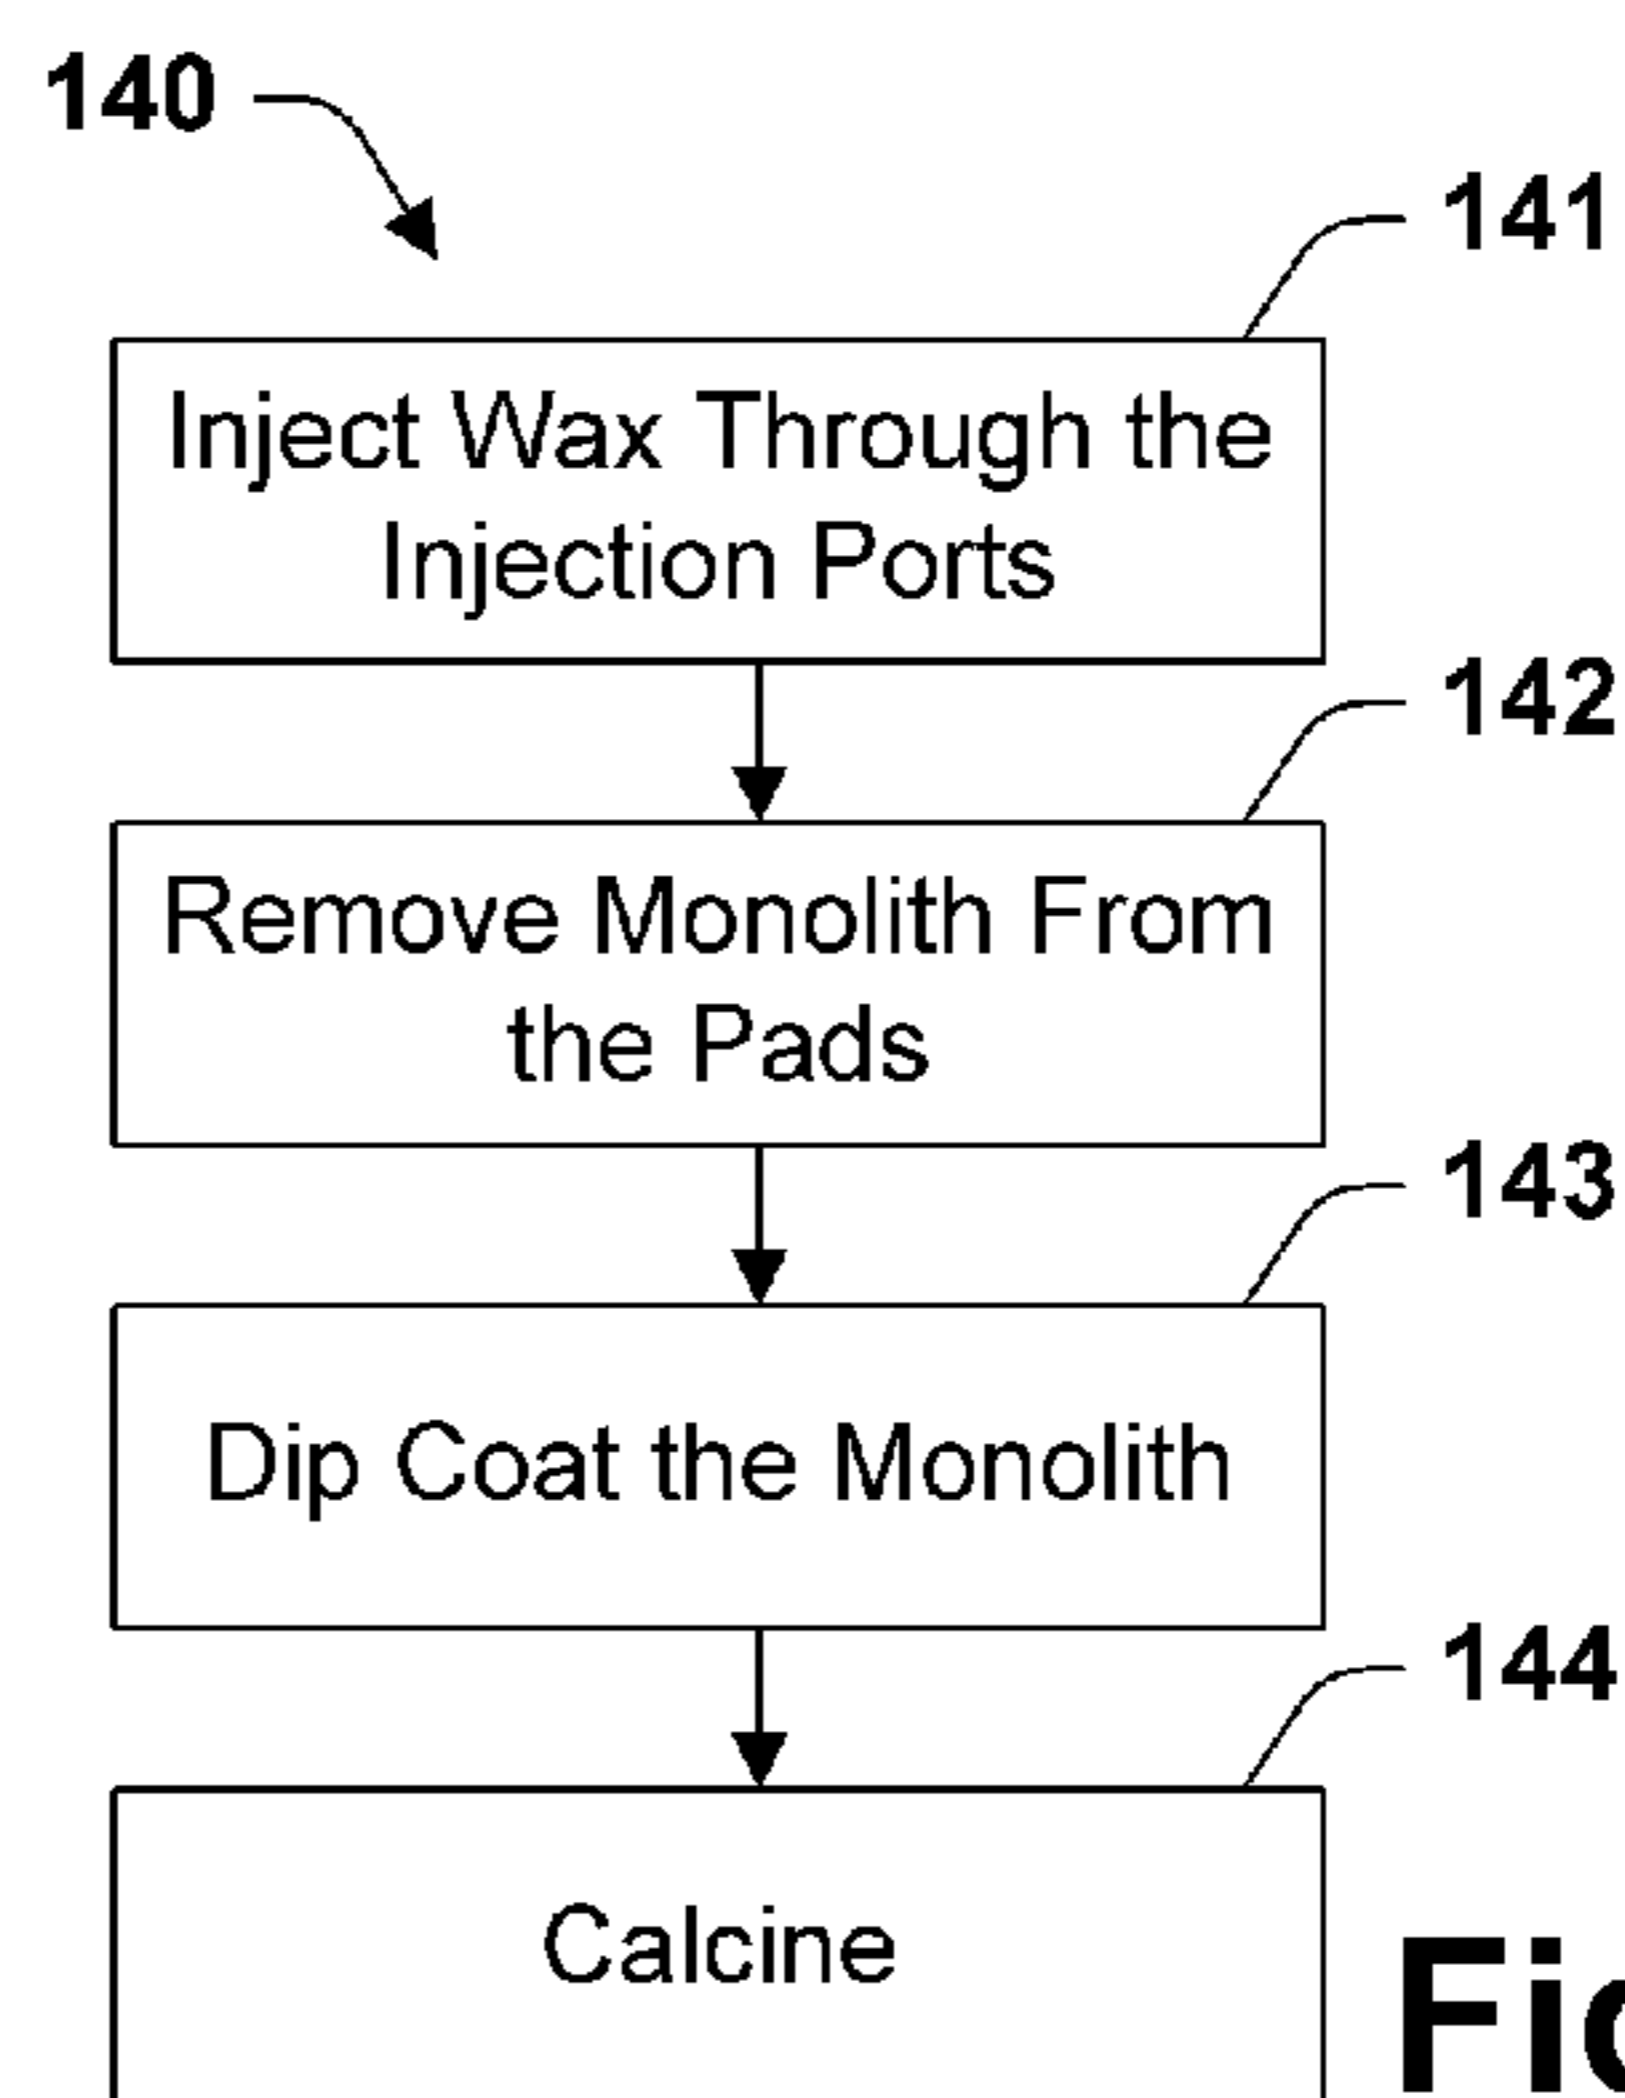 140
141
Inject Wax Through the
Injection Ports
142
Remove Monolith From
the Pads
143
Dip Coat the Monolith
144
Calcine